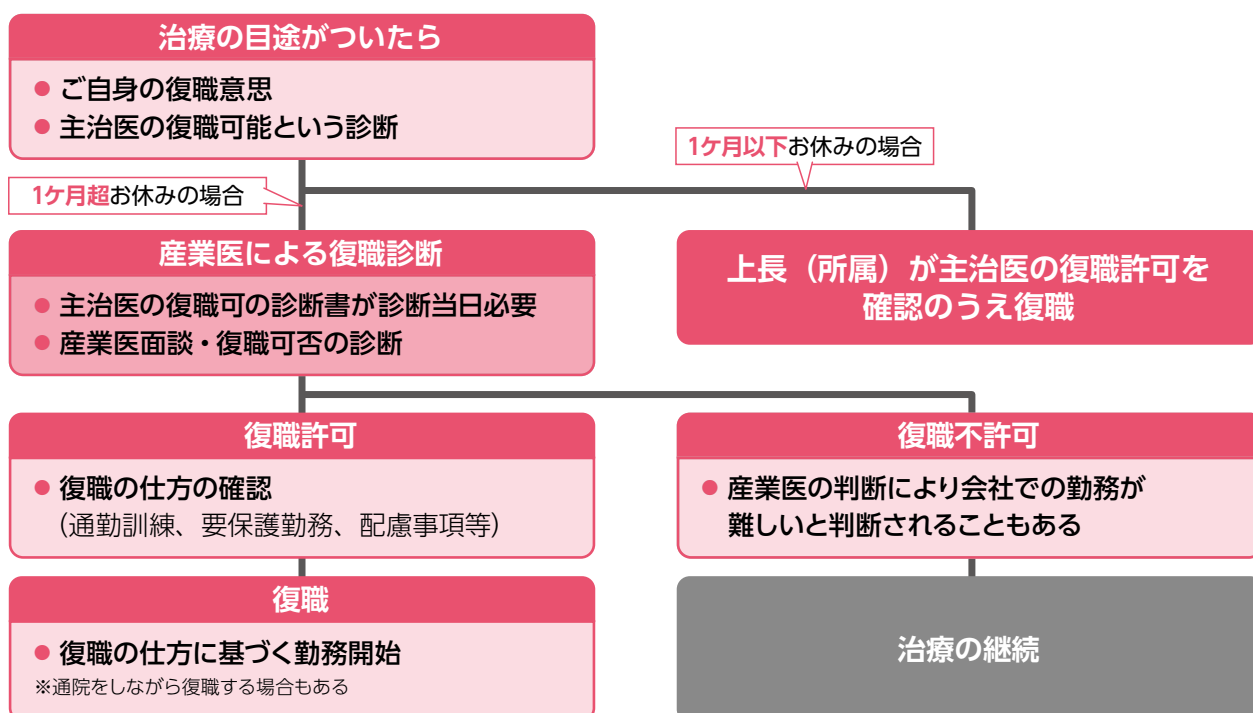 治療の目途がついたら
● ご自身の復職意思
● 主治医の復職可能という診断
1ケ月以下お休みの場合
1ケ月超お休みの場合
産業医による復職診断
● 主治医の復職可の診断書が診断当日必要
● 産業医面談・復職可否の診断
上長（所属）が主治医の復職許可を
確認のうえ復職
復職許可
● 復職の仕方の確認
（通勤訓練、要保護勤務、配慮事項等）
復職不許可
● 産業医の判断により会社での勤務が
難しいと判断されることもある
復職
● 復職の仕方に基づく勤務開始
※通院をしながら復職する場合もある
治療の継続